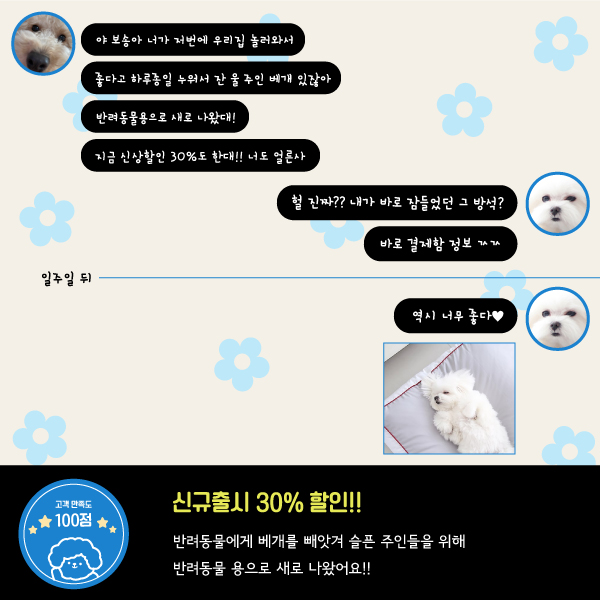 야 보송아 너가 저번에 우리집 놀러와서
좋다고 하루종일 누워서 잔 울 주인 베개 있잖아
반려동물용으로 새로 나왔대!
지금 신상할인 30%도 한대!! 너도 얼른사
헐 진짜?? 내가 바로 잠들었던 그 방석?
바로 결제함 정보 ㄳㄳ
일주일 뒤
역시 너무 좋다♥
고객 만족도
100점
신규출시 30% 할인!!
반려동물에게 베개를 빼앗겨 슬픈 주인들을 위해
반려동물 용으로 새로 나왔어요!!